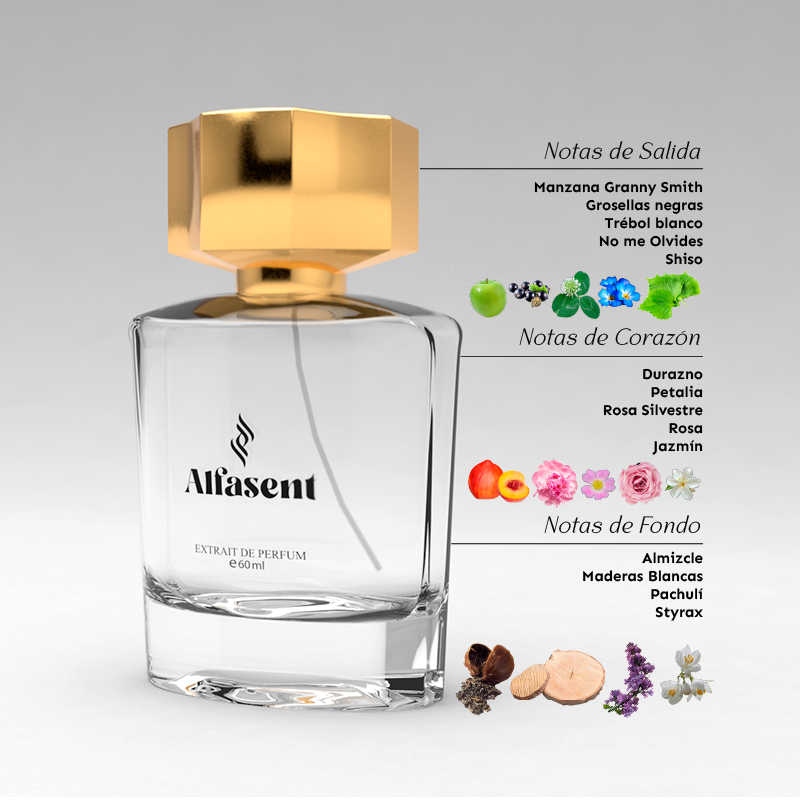 Notas de Salida
Manzana Granny Smith
Grosellas negras
Trébol blanco
No me Olvides
Shiso
Notas de Corazón
Durazno
Petalia
Rosa Silvestre
Rosa
Jazmín
Alfasent
EXTRAIT DE PERFUM
e 60 ml
Notas de Fondo
Almizcle
Maderas Blancas
Pachulí
Styrax